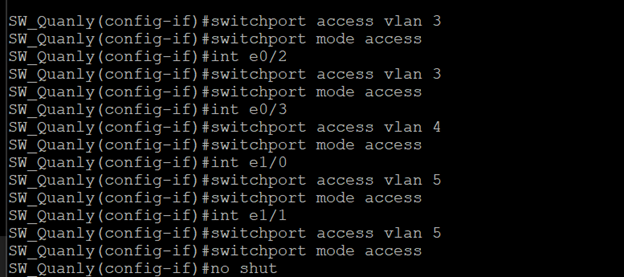 SW_Quanly(config-if)#switchport access vlan 3
SW_Quanly(config-if)#switchport mode access
SW_Quanly(config-if)#int e0/2
SW_Quanly(config-if)#switchport access vlan 3
SW_Quanly(config-if)#switchport mode access
SW_Quanly(config-if)#int e0/3
SW_Quanly(config-if)#switchport access vlan 4
SW_Quanly(config-if)#switchport mode access
SW_Quanly(config-if)#int e1/0
SW_Quanly(config-if)#switchport access vlan 5
SW_Quanly(config-if)#switchport mode access
SW_Quanly(config-if)#int e1/1
SW_Quanly(config-if)#switchport access vlan 5
SW_Quanly(config-if)#switchport mode access
SW_Quanly(config-if)#no shut